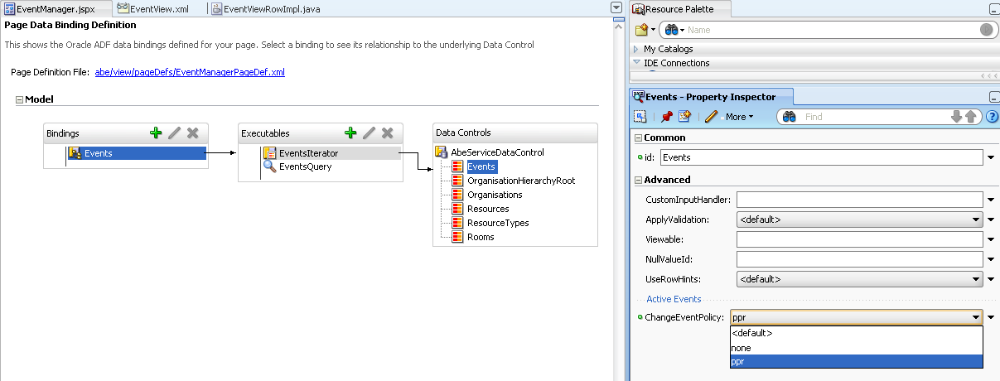 EventManager.jspx
EventView.xml
EventViewRowImpl.java
Page Data Binding Definition
This shows the Oracle ADF data bindings defined for your page. Select a binding to see its relationship to the underlying Data Control
Page Definition File: abe/view/pageDefs/EventManagerPageDef.xml
Model
Bindings
Events
Executables
EventsIterator
EventsQuery
Data Controls
AbeServiceDataControl
Events
OrganisationHierarchyRoot
Organisations
Resources
ResourceTypes
Rooms
Resource Palette
Name
My Catalogs
IDE Connections
Events - Property Inspector
More
Find
Common
id: Events
Advanced
CustomInputHandler:
ApplyValidation: <default>
Viewable:
NullValueId:
UseRowHints: <default>
Active Events
ChangeEventPolicy: ppr
<default>
none
ppr